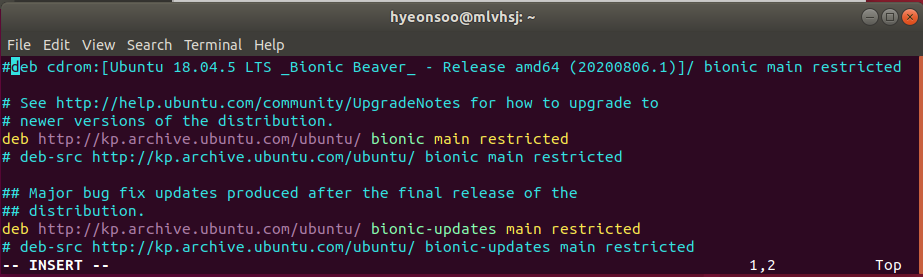 hyeonsoo@mlvhsj: ~
File Edit View Search Terminal Help
#deb cdrom:[Ubuntu 18.04.5 LTS _Bionic Beaver_ - Release amd64 (20200806.1)]/ bionic main restricted
# See http://help.ubuntu.com/community/UpgradeNotes for how to upgrade to
# newer versions of the distribution.
deb http://kp.archive.ubuntu.com/ubuntu/ bionic main restricted
# deb-src http://kp.archive.ubuntu.com/ubuntu/ bionic main restricted
## Major bug fix updates produced after the final release of the
## distribution.
deb http://kp.archive.ubuntu.com/ubuntu/ bionic-updates main restricted
# deb-src http://kp.archive.ubuntu.com/ubuntu/ bionic-updates main restricted
-- INSERT -- 1,2 Top